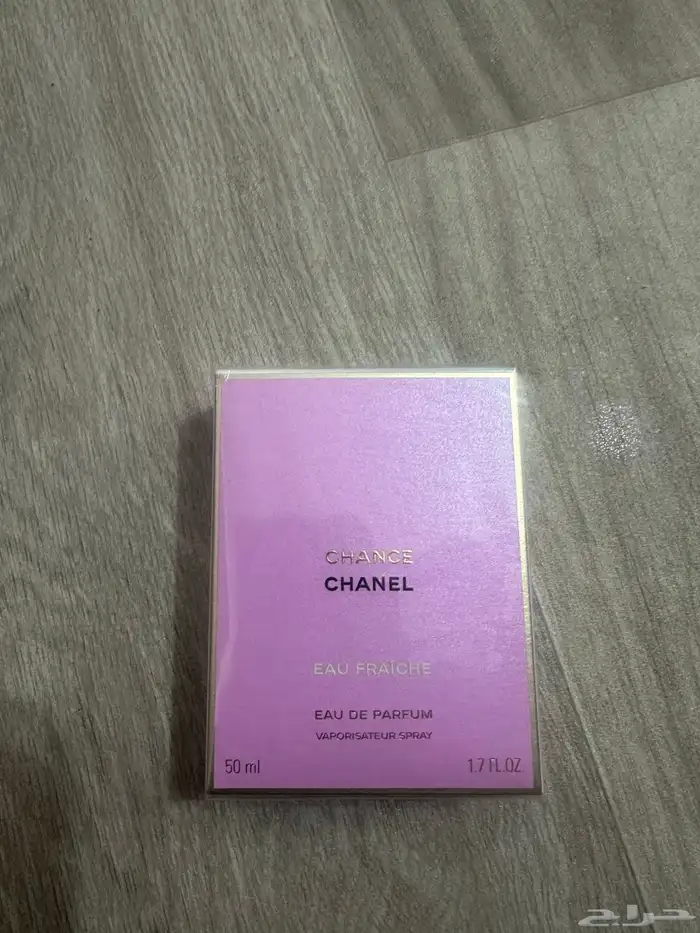 CHANCE
CHANEL
EAU FRAÎCHE
EAU DE PARFUM
VAPORISATEUR SPRAY
50 ml 1.7 FL.OZ.
حراج